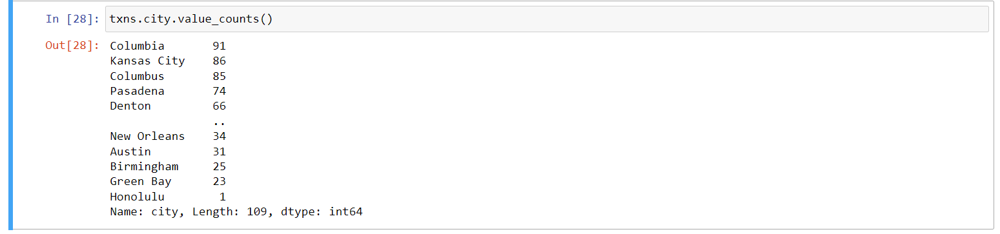 In [28]: txns.city.value_counts()
Out[28]: Columbia       91
Kansas City    86
Columbus       85
Pasadena       74
Denton         66
..
New Orleans    34
Austin         31
Birmingham     25
Green Bay      23
Honolulu        1
Name: city, Length: 109, dtype: int64